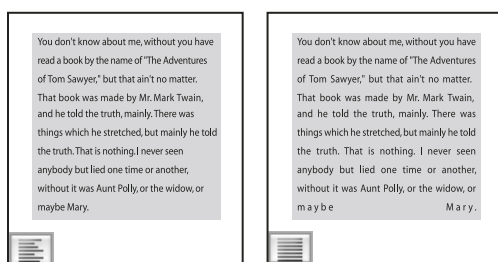 You don't know about me, without you have
read a book by the name of "The Adventures
of Tom Sawyer," but that ain't no matter.
That book was made by Mr. Mark Twain,
and he told the truth, mainly. There was
things which he stretched, but mainly he told
the truth. That is nothing. I never seen
anybody but lied one time or another,
without it was Aunt Polly, or the widow, or
maybe Mary.
You don't know about me, without you have
read a book by the name of "The Adventures
of Tom Sawyer," but that ain't no matter.
That book was made by Mr. Mark Twain,
and he told the truth, mainly. There was
things which he stretched, but mainly he told
the truth. That is nothing. I never seen
anybody but lied one time or another,
without it was Aunt Polly, or the widow, or
maybe Mary.